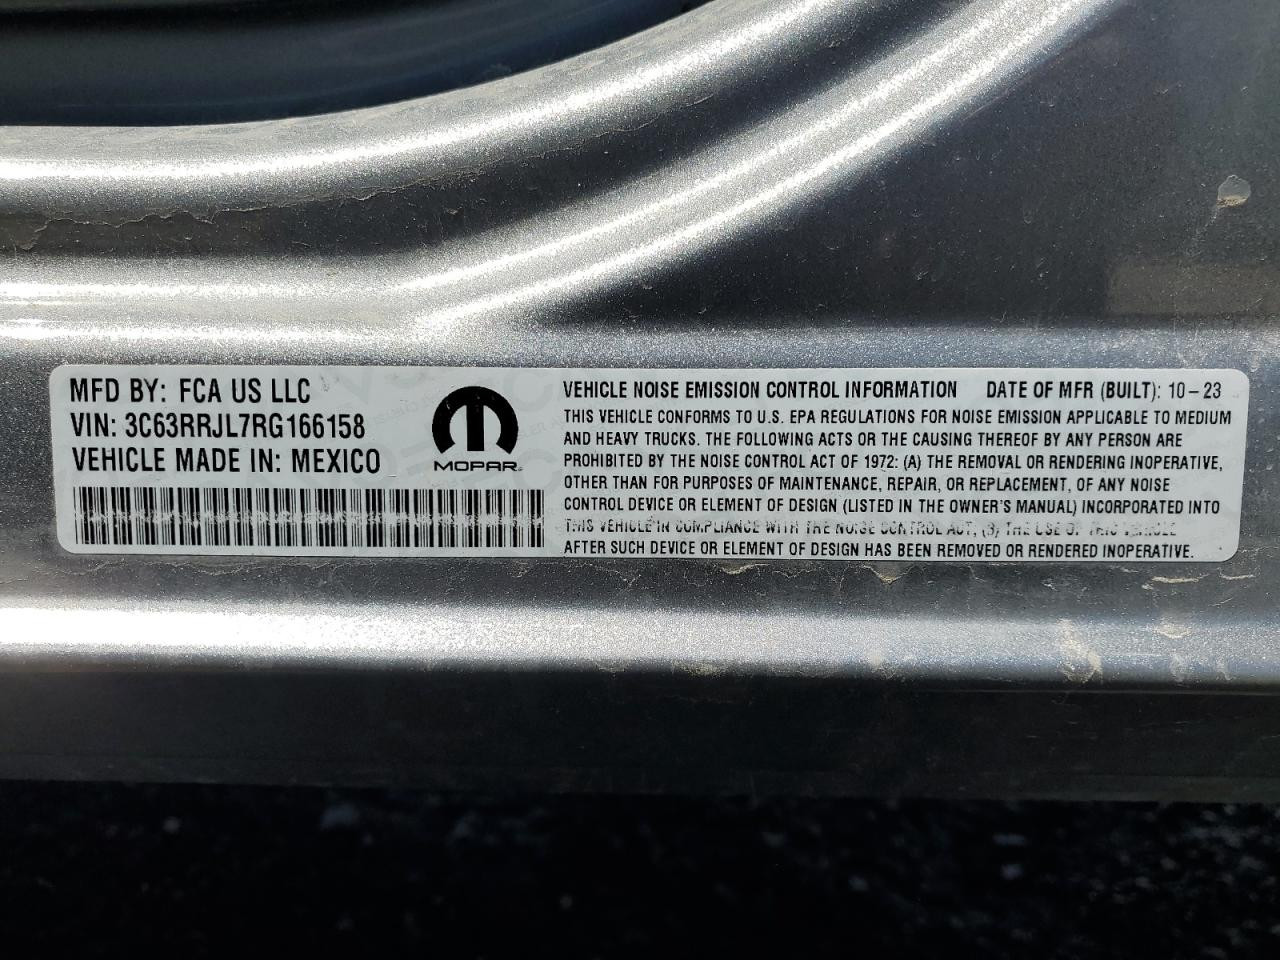 MFD BY: FCA US LLC
VIN: 3C63RRJL7RG166158
VEHICLE MADE IN: MEXICO
MOPAR
VEHICLE NOISE EMISSION CONTROL INFORMATION DATE OF MFR (BUILT): 10-23
THIS VEHICLE CONFORMS TO U.S. EPA REGULATIONS FOR NOISE EMISSION APPLICABLE TO MEDIUM
AND HEAVY TRUCKS. THE FOLLOWING ACTS OR THE CAUSING THEREOF BY ANY PERSON ARE
PROHIBITED BY THE NOISE CONTROL ACT OF 1972: (A) THE REMOVAL OR RENDERING INOPERATIVE,
OTHER THAN FOR PURPOSES OF MAINTENANCE, REPAIR, OR REPLACEMENT, OF ANY NOISE
CONTROL DEVICE OR ELEMENT OF DESIGN (LISTED IN THE OWNER'S MANUAL) INCORPORATED INTO
THIS VEHICLE IN COMPLIANCE WITH THE NOISE CONTROL ACT, (B) THE USE OF THIS VEHICLE
AFTER SUCH DEVICE OR ELEMENT OF DESIGN HAS BEEN REMOVED OR RENDERED INOPERATIVE.